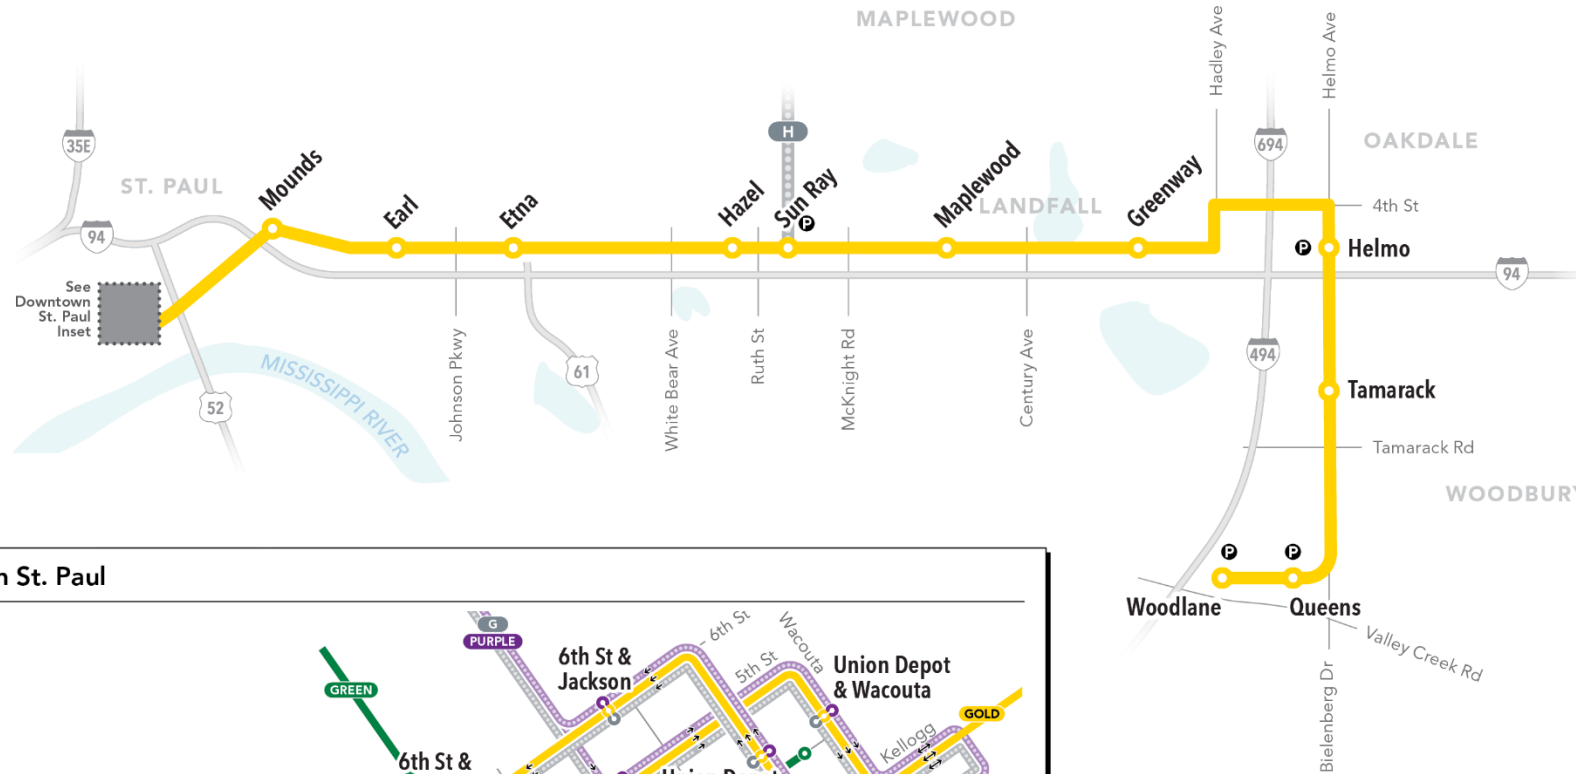 MAPLEWOOD
Hadley Ave
Helmo Ave
35E
H
694
OAKDALE
ST. PAUL
Mounds
Earl
Etna
Hazel
Sun Ray
P
Maplewood
LANDFALL
Greenway
4th St
94
P
Helmo
94
See
Downtown
St. Paul
Inset
MISSISSIPPI RIVER
52
Johnson Pkwy
61
White Bear Ave
Ruth St
McKnight Rd
Century Ave
494
Tamarack
Tamarack Rd
WOODBURY
P
P
Woodlane
Queens
Valley Creek Rd
Bielenberg Dr
St. Paul
G
PURPLE
GREEN
6th St &
Jackson
6th St
Wacouta
5th St
Union Depot
& Wacouta
GOLD
Kellogg
6th St &
Union Depot